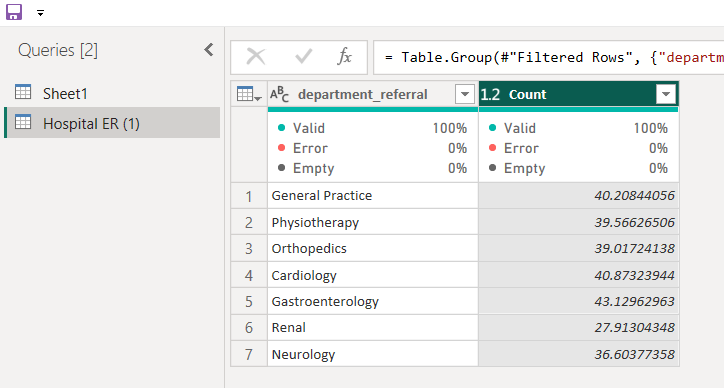 Queries [2]
Sheet1
Hospital ER (1)
fx
= Table.Group(#"Filtered Rows", {"departm
ABC department_referral
1.2 Count
Valid 100%
Error 0%
Empty 0%
Valid 100%
Error 0%
Empty 0%
1 General Practice 40.20844056
2 Physiotherapy 39.56626506
3 Orthopedics 39.01724138
4 Cardiology 40.87323944
5 Gastroenterology 43.12962963
6 Renal 27.91304348
7 Neurology 36.60377358